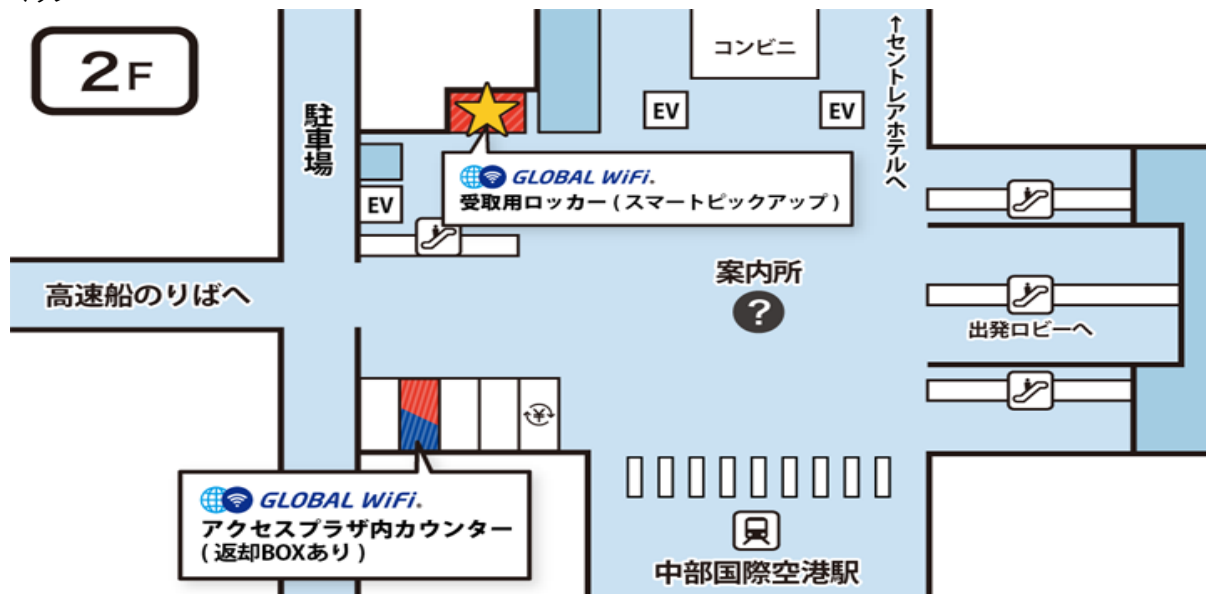 2F
コンビニ
↑セントレアホテルへ
駐車場
EV
EV
GLOBAL WiFi.
受取用ロッカー ( スマートピックアップ )
EV
案内所
?
高速船のりばへ
出発ロビーへ
¥
GLOBAL WiFi.
アクセスプラザ内カウンター
( 返却BOXあり )
中部国際空港駅